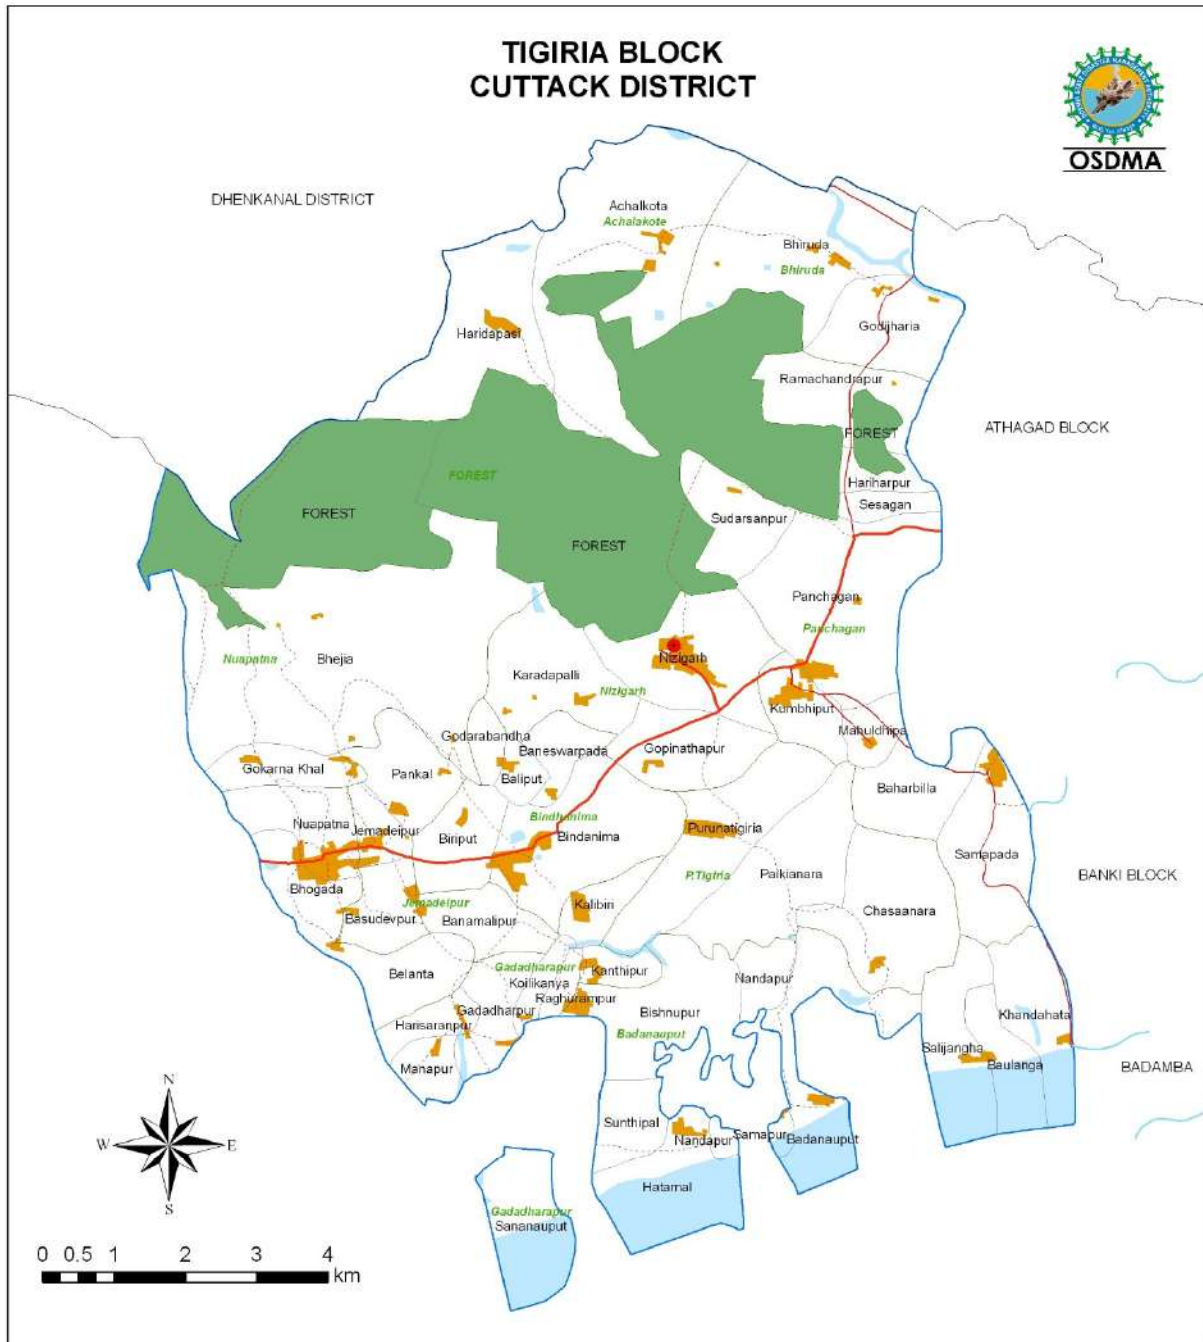 TIGIRIA BLOCK
CUTTACK DISTRICT
OSDMA
DHENKANAL DISTRICT
Achalkota
Achalakote
Bhiruda
Bhiruda
Haridapasi
Godijharia
Ramachandrapur
ATHAGAD BLOCK
FOREST
FOREST
Hariharpur
Sesagan
FOREST
Sudarsanpur
FOREST
Panchagan
Panchagan
Nuapatna
Bhejia
Nizigarh
Karadapalli
Nizigarh
Kumbhiput
Mahuldhipa
Godarabandha
Baneswarpada
Gopinathapur
Gokarna Khal
Pankal
Baliput
Baharbilla
Bindhanima
Nuapatna
Jemadeipur
Biriput
Bindanima
Purunatigiria
Samapada
P.Tigiria
Paikianara
BANKI BLOCK
Bhogada
Jemadeipur
Kalibiri
Chasaanara
Basudevpur
Banamalipur
Belanta
Gadadharapur
Kanthipur
Koilikanya
Nandapur
Raghurampur
Gadadharpur
Bishnupur
Khandahata
Harisaranpur
Badanauput
Salijangha
Baulanga
Manapur
BADAMBA
Sunthipal
Nandapur
Samapur
Badanauput
Hatamal
Gadadharapur
Sananauput
N
W
E
S
0 0.5 1 2 3 4
km